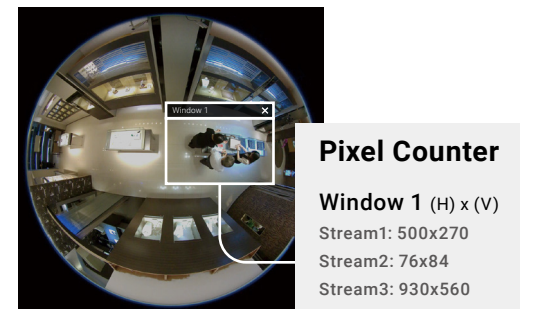 Window 1 ×
Pixel Counter
Window 1 (H) x (V)
Stream1: 500x270
Stream2: 76x84
Stream3: 930x560